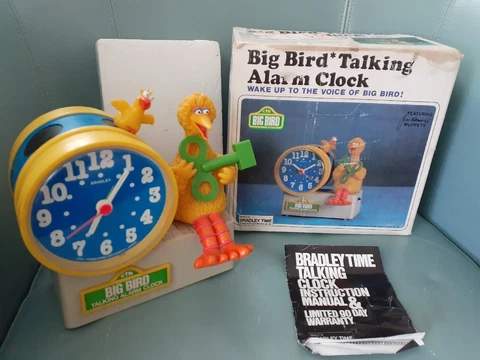 Big Bird* Talking
Alarm Clock
WAKE UP TO THE VOICE OF BIG BIRD!
BIG BIRD
FEATURING
MUPPETS
BRADLEY TIME
12
1
2
3
4
5
6
7
8
9
10
11
BRADLEY
BIG BIRD
TALKING ALARM CLOCK
BRADLEY TIME
TALKING
CLOCK
INSTRUCTION
MANUAL &
LIMITED 90 DAY
WARRANTY